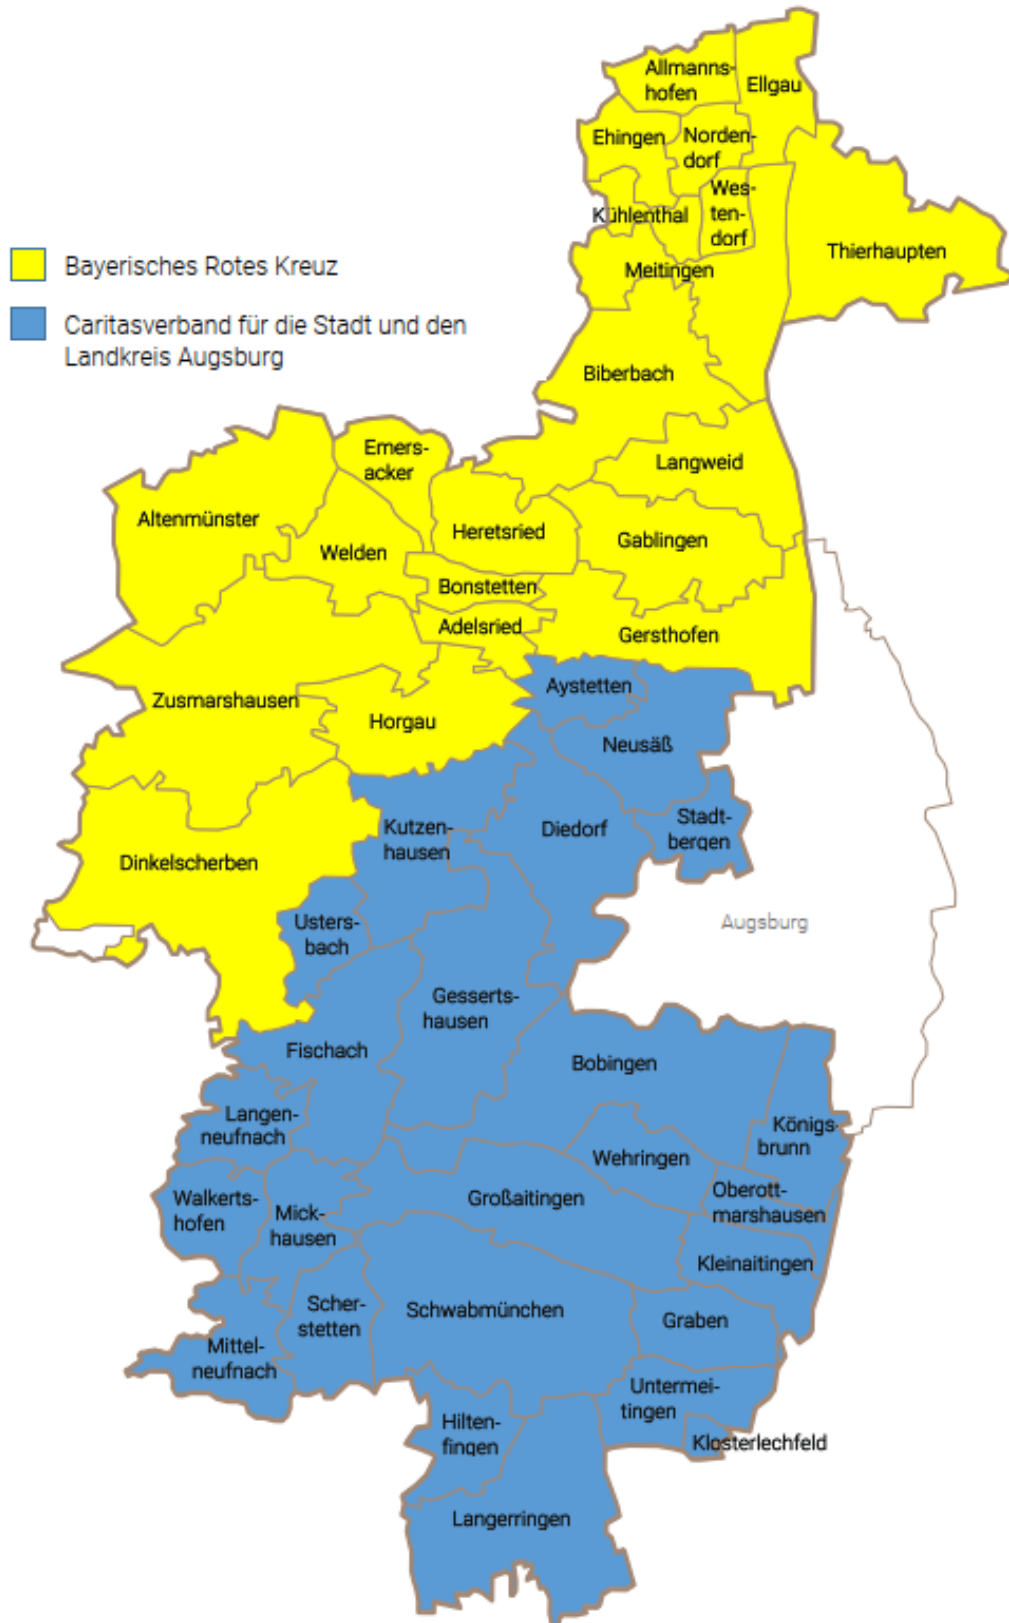 Allmanns-
hofen
Ellgau
Ehingen
Norden-
dorf
Wes-
ten-
dorf
Kühlenthal
Thierhaupten
Meitingen
Bayerisches Rotes Kreuz
Caritasverband für die Stadt und den
Landkreis Augsburg
Biberbach
Emers-
acker
Langweid
Altenmünster
Heretsried
Gablingen
Welden
Bonstetten
Adelsried
Gersthofen
Aystetten
Zusmarshausen
Horgau
Neusäß
Kutzen-
hausen
Diedorf
Stadt-
bergen
Dinkelscherben
Usters-
bach
Augsburg
Gesserts-
hausen
Fischach
Bobingen
Langen-
neufnach
Königs-
brunn
Wehringen
Walkerts-
hofen
Mick-
hausen
Großaitingen
Oberott-
marshausen
Kleinaitingen
Scher-
stetten
Schwabmünchen
Graben
Mittel-
neufnach
Untermei-
tingen
Hilten-
fingen
Klosterlechfeld
Langerringen